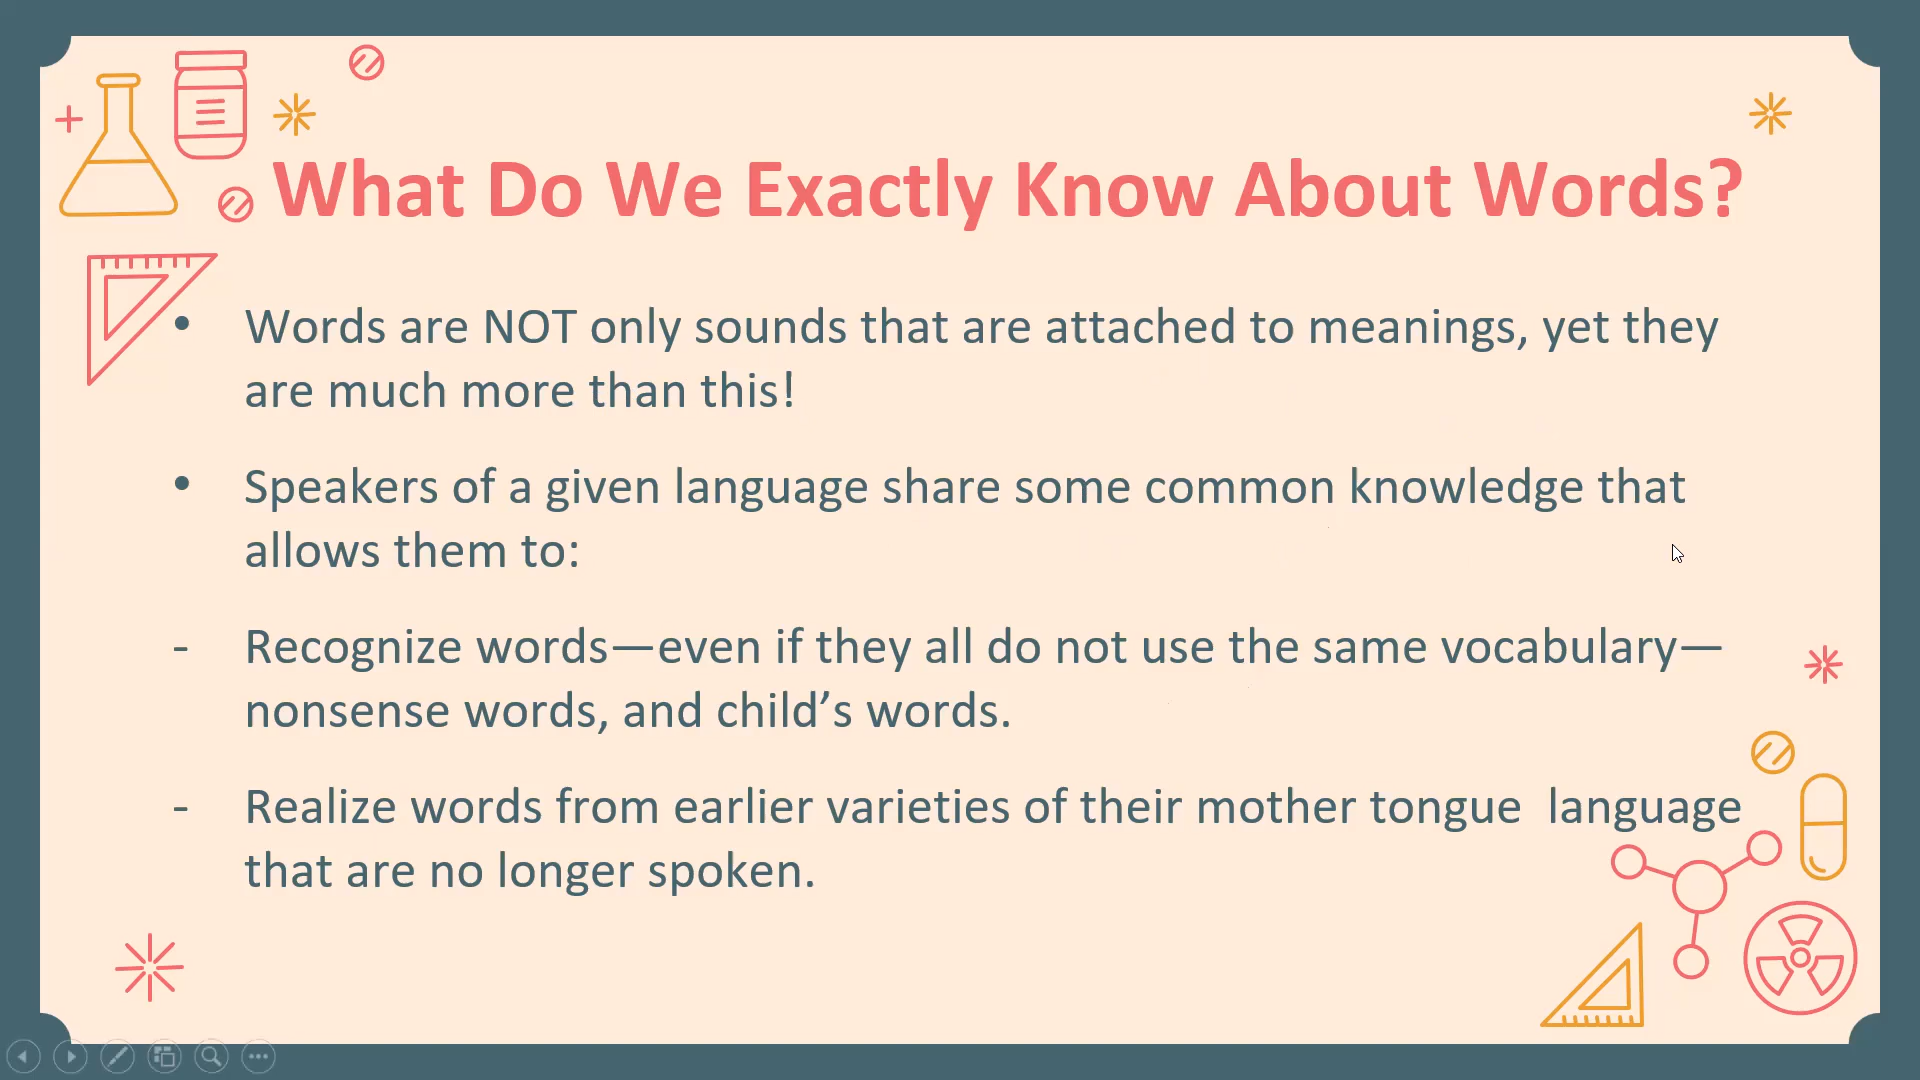 What Do We Exactly Know About Words?
• Words are NOT only sounds that are attached to meanings, yet they
are much more than this!
• Speakers of a given language share some common knowledge that
allows them to:
- Recognize words—even if they all do not use the same vocabulary—
nonsense words, and child’s words.
- Realize words from earlier varieties of their mother tongue  language
that are no longer spoken.